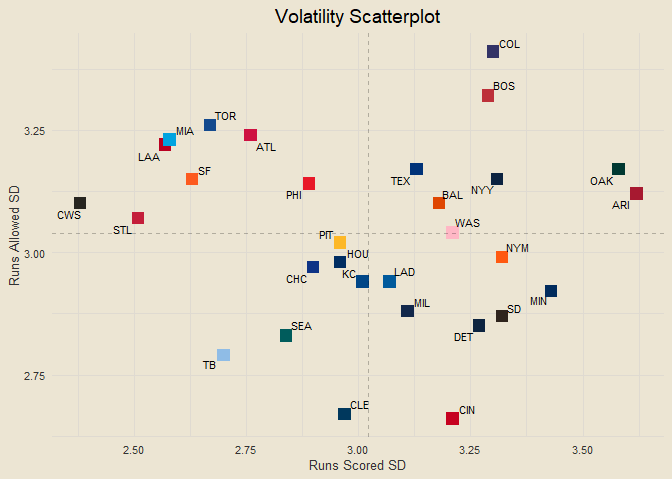 Volatility Scatterplot
COL
BOS
TOR
MIA
ATL
LAA
SF
TEX
NYY
OAK
PHI
BAL
ARI
CWS
STL
WAS
PIT
HOU
NYM
CHC
KC
LAD
MIN
MIL
SD
SEA
DET
TB
CLE
CIN
Runs Allowed SD
3.25
3.00
2.75
2.50
2.75
3.00
3.25
3.50
Runs Scored SD